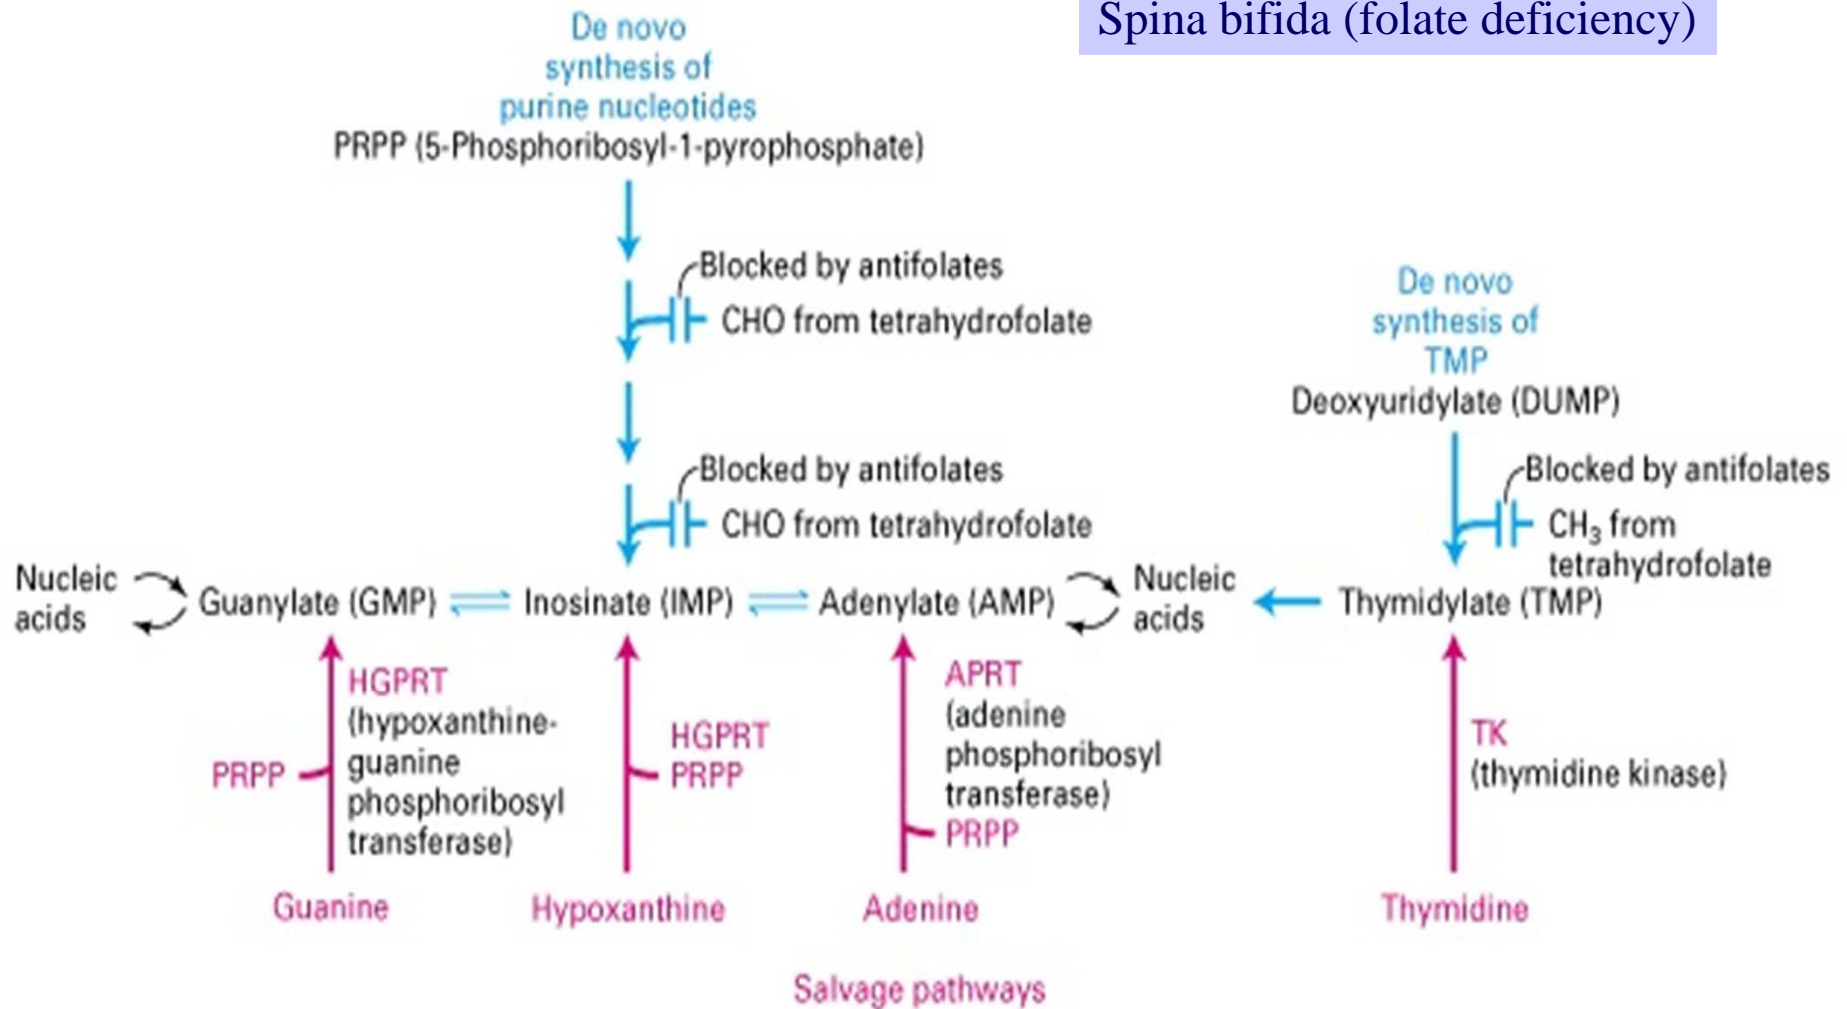 Spina bifida (folate deficiency)
De novo
synthesis of
purine nucleotides
PRPP (5-Phosphoribosyl-1-pyrophosphate)
Blocked by antifolates
CHO from tetrahydrofolate
Blocked by antifolates
CHO from tetrahydrofolate
De novo
synthesis of
TMP
Deoxyuridylate (DUMP)
Blocked by antifolates
CH₃ from
tetrahydrofolate
Nucleic
acids
Guanylate (GMP)
Inosinate (IMP)
Adenylate (AMP)
Nucleic
acids
Thymidylate (TMP)
HGPRT
(hypoxanthine-
guanine
phosphoribosyl
transferase)
PRPP
HGPRT
PRPP
APRT
(adenine
phosphoribosyl
transferase)
PRPP
TK
(thymidine kinase)
Guanine
Hypoxanthine
Adenine
Thymidine
Salvage pathways